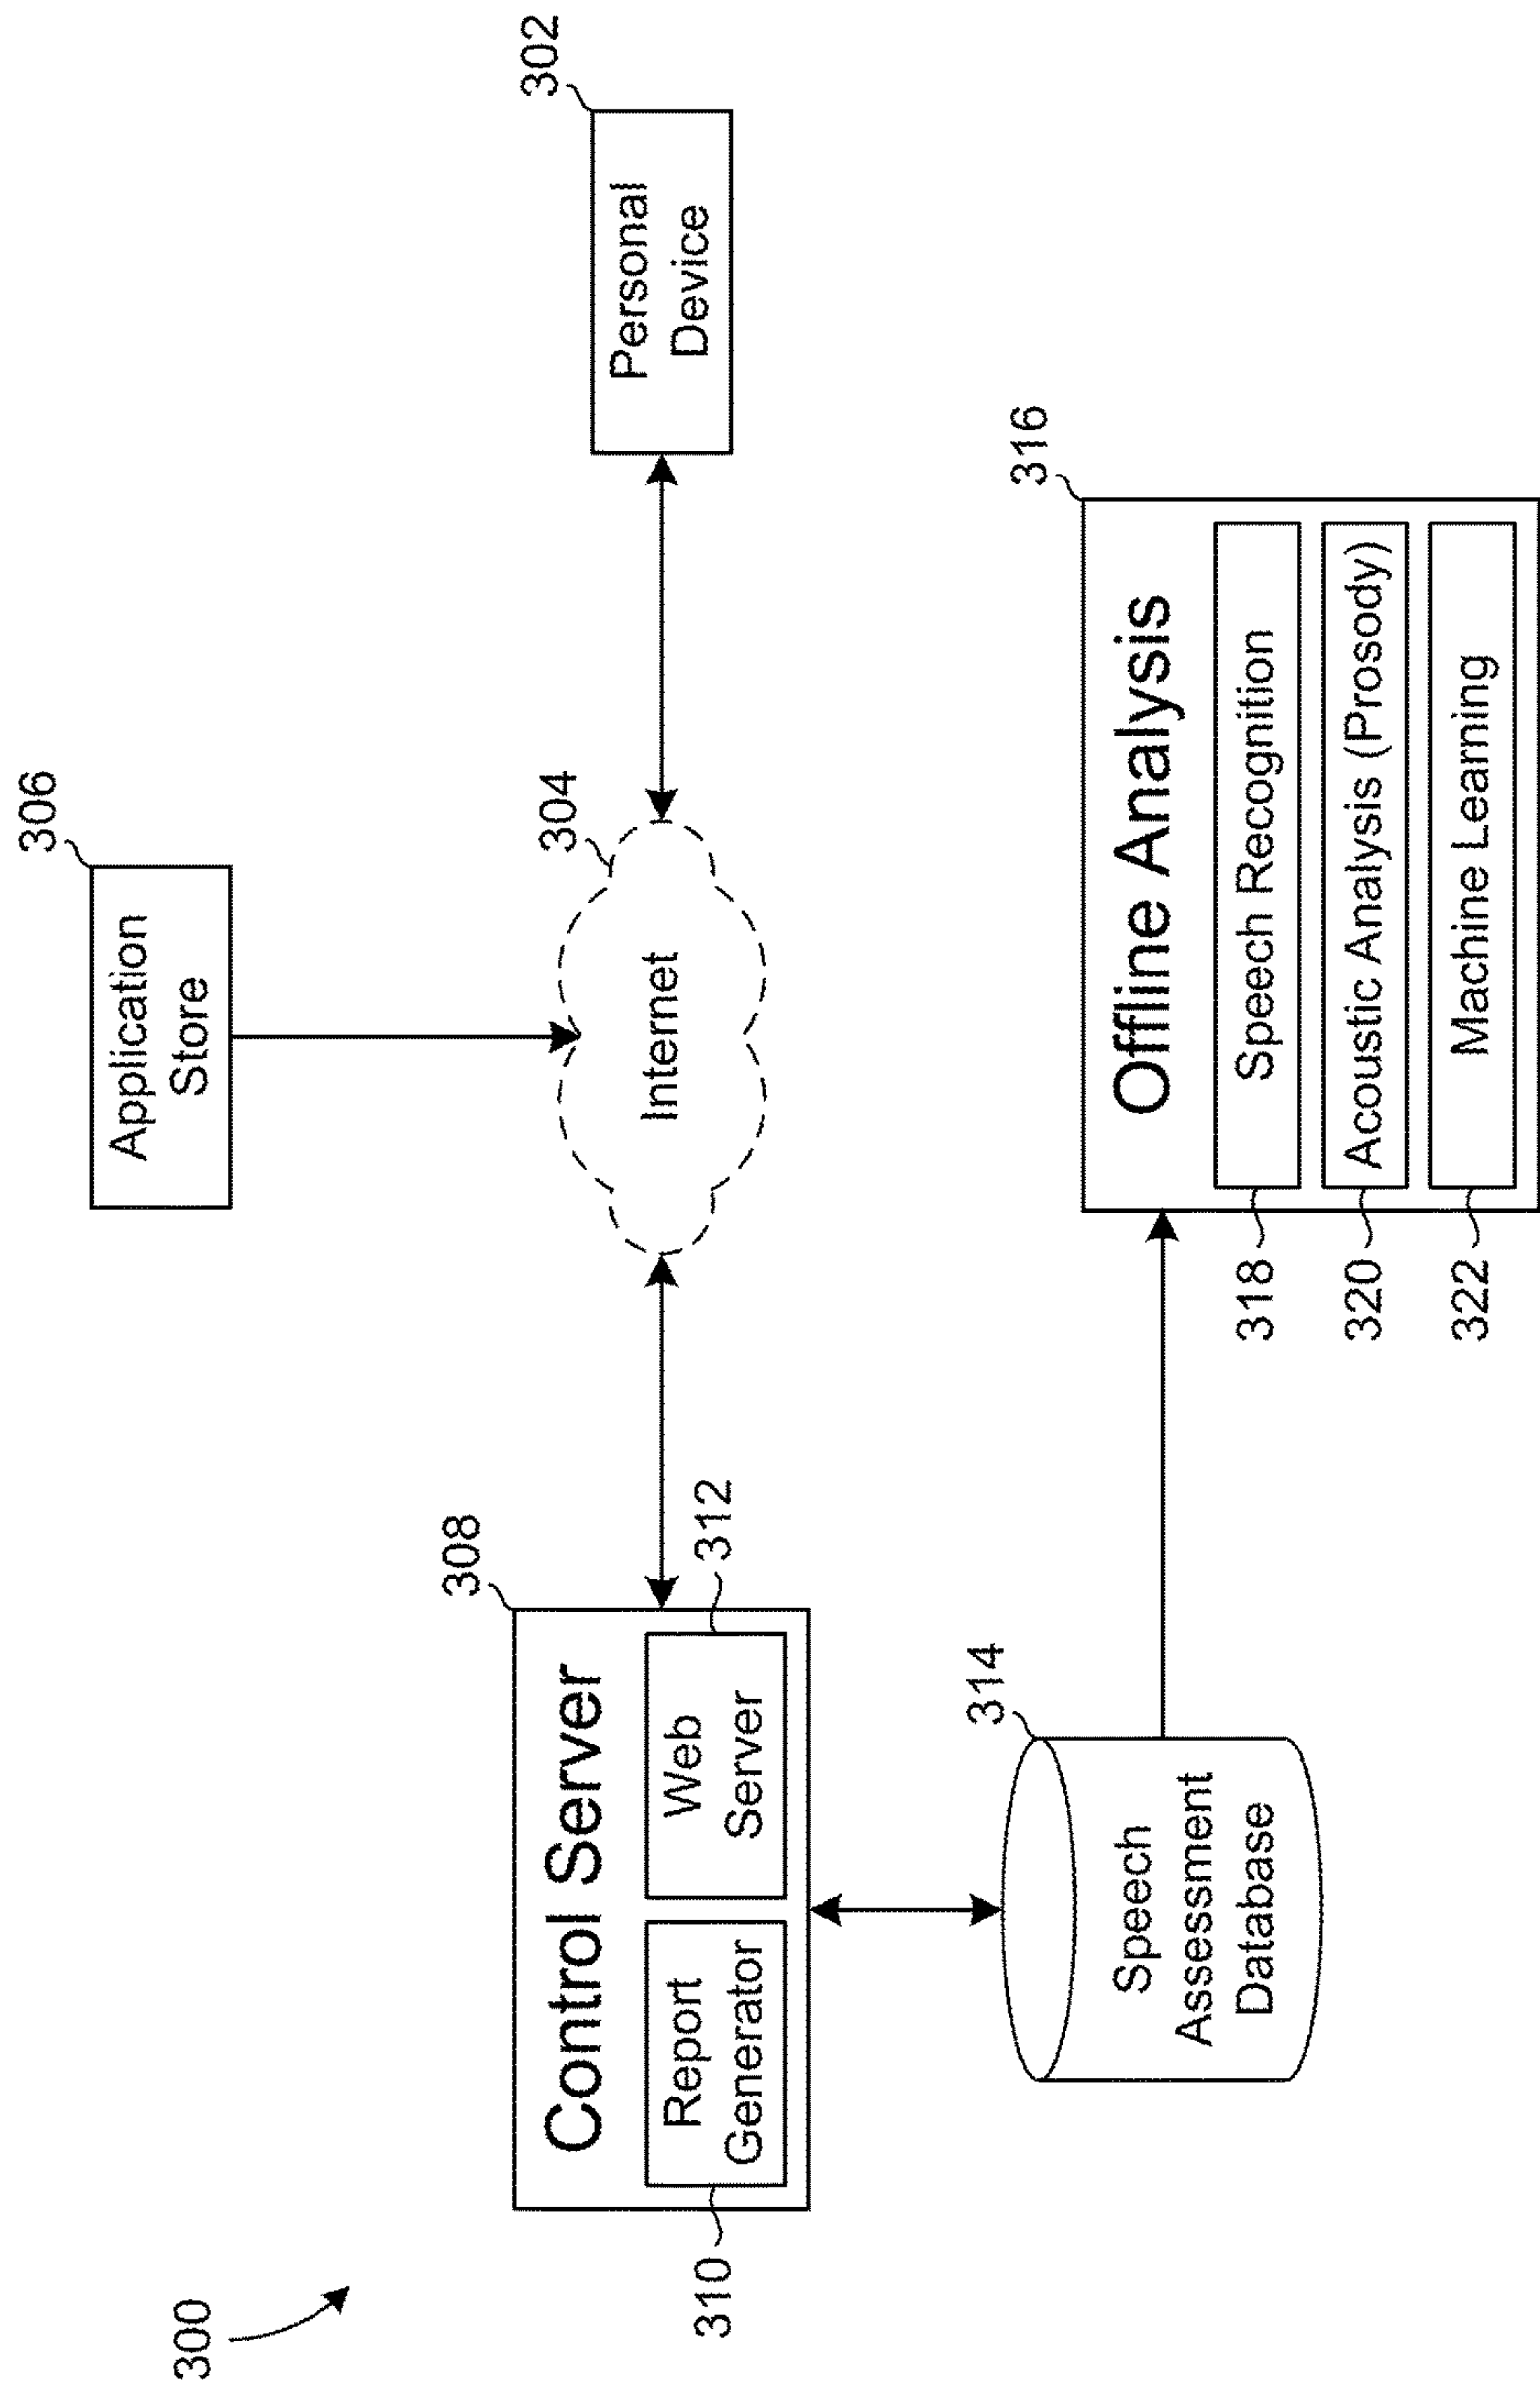 300
306
Application
Store
308
Control Server
Report
Generator
310
Web
Server
312
304
Internet
302
Personal
Device
314
Speech
Assessment
Database
316
Offline Analysis
318
Speech Recognition
320
Acoustic Analysis (Prosody)
322
Machine Learning